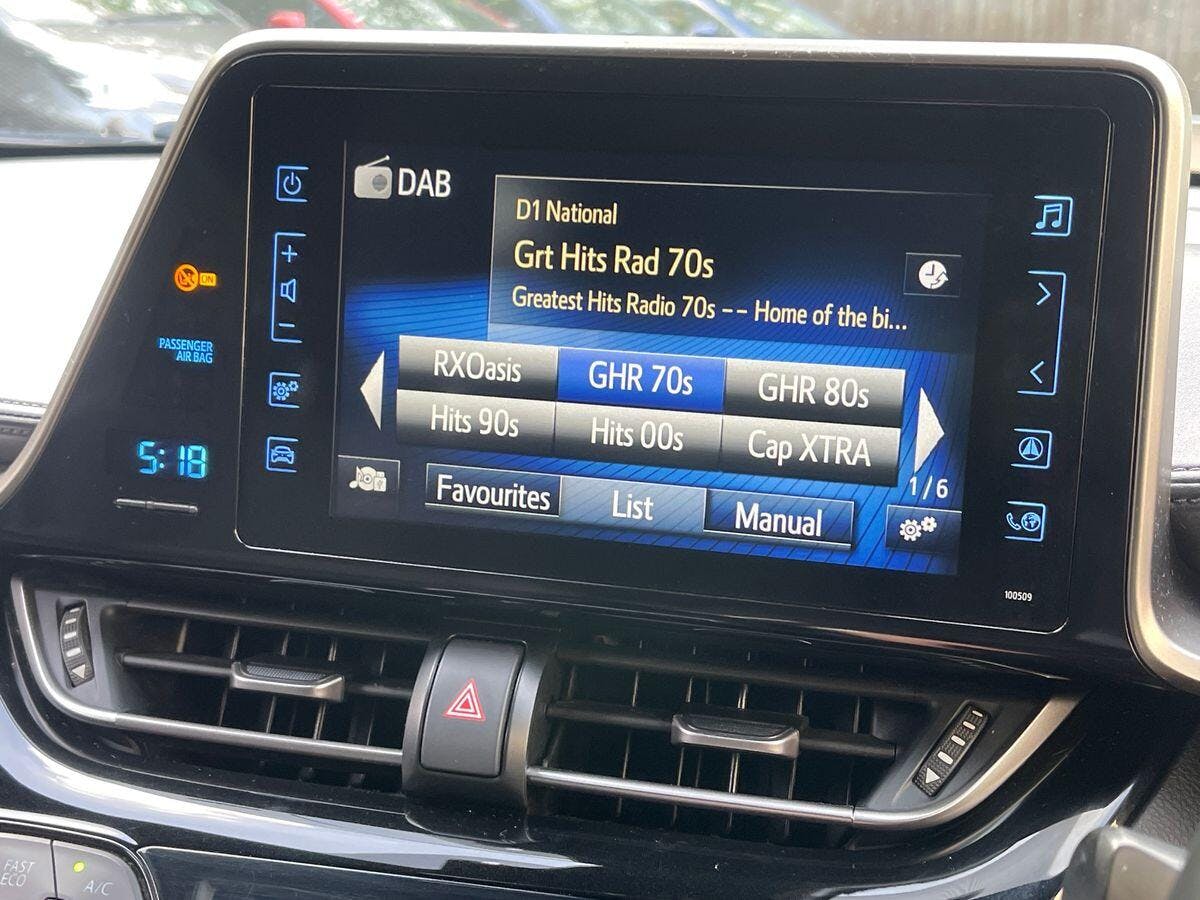 DAB
D1 National
Grt Hits Rad 70s
Greatest Hits Radio 70s -- Home of the bi...
RXOasis
GHR 70s
GHR 80s
Hits 90s
Hits 00s
Cap XTRA
1/6
Favourites
List
Manual
ON
PASSENGER
AIR BAG
5:18
100509
FAST
ECO
A/C